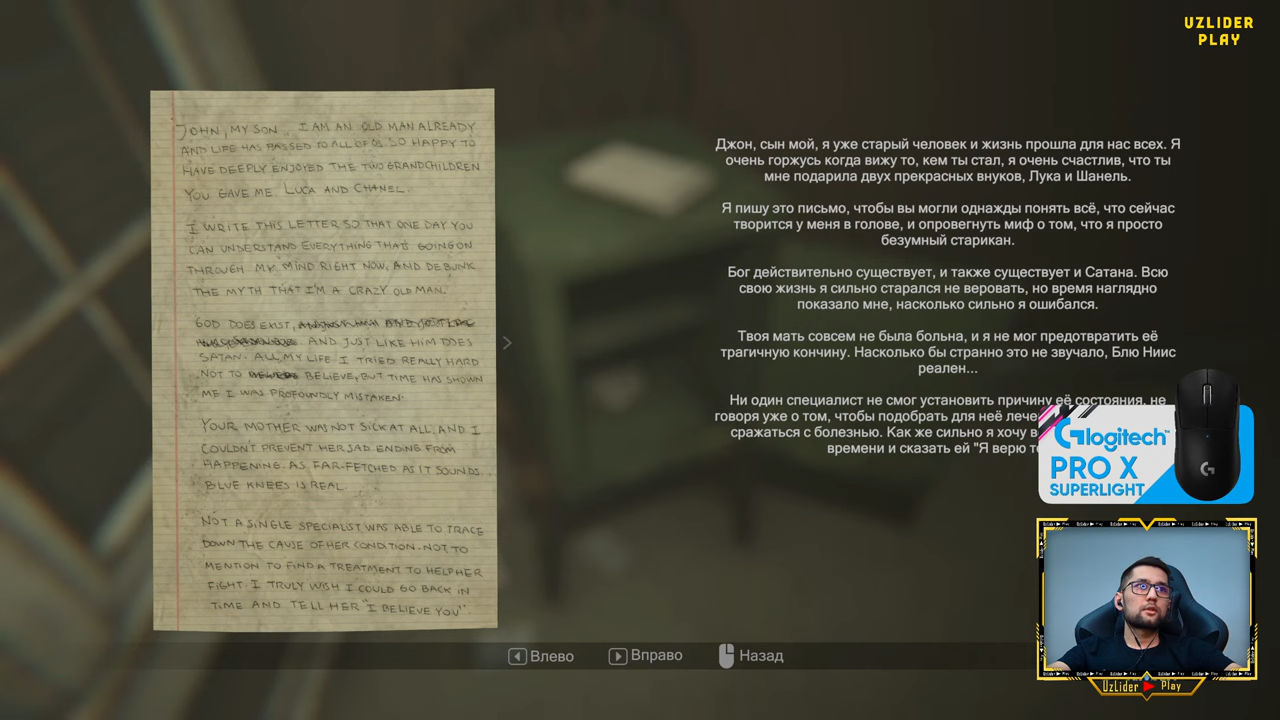 UZLIDER
PLAY
JOHN, MY SON.. I AM AN OLD MAN ALREADY
AND LIFE HAS PASSED TO ALL OF US. SO HAPPY TO
HAVE DEEPLY ENJOYED THE TWO GRANDCHILDREN
YOU GAVE ME. LUCA AND CHANEL.
I WRITE THIS LETTER SO THAT ONE DAY YOU
CAN UNDERSTAND EVERYTHING THAT'S GOING ON
THROUGH MY MIND RIGHT NOW, AND DEBUNK
THE MYTH THAT I'M A CRAZY OLD MAN.
GOD DOES EXIST,
AND JUST LIKE HIM DOES
SATAN. ALL MY LIFE I TRIED REALLY HARD
NOT TO BELIEVE, BUT TIME HAS SHOWN
ME I WAS PROFOUNDLY MISTAKEN.
YOUR MOTHER WAS NOT SICK AT ALL, AND I
COULDN'T PREVENT HER SAD ENDING FROM
HAPPENING. AS FAR-FETCHED AS IT SOUNDS..
BLUE KNEES IS REAL.
NOT A SINGLE SPECIALIST WAS ABLE TO TRACE
DOWN THE CAUSE OF HER CONDITION. NOT TO
MENTION TO FIND A TREATMENT TO HELP HER
FIGHT. I TRULY WISH I COULD GO BACK IN
TIME AND TELL HER "I BELIEVE YOU".
Джон, сын мой, я уже старый человек и жизнь прошла для нас всех. Я
очень горжусь когда вижу то, кем ты стал, я очень счастлив, что ты
мне подарила двух прекрасных внуков, Лука и Шанель.
Я пишу это письмо, чтобы вы могли однажды понять всё, что сейчас
творится у меня в голове, и опровегнуть миф о том, что я просто
безумный старикан.
Бог действительно существует, и также существует и Сатана. Всю
свою жизнь я сильно старался не веровать, но время наглядно
показало мне, насколько сильно я ошибался.
Твоя мать совсем не была больна, и я не мог предотвратить её
трагичную кончину. Насколько бы странно это не звучало, Блю Ниис
реален...
Ни один специалист не смог установить причину её состояния, не
говоря уже о том, чтобы подобрать для неё лече
сражаться с болезнью. Как же сильно я хочу в
времени и сказать ей "Я верю т
logitech
PRO X
SUPERLIGHT
Влево
Вправо
Назад
UzLider Play